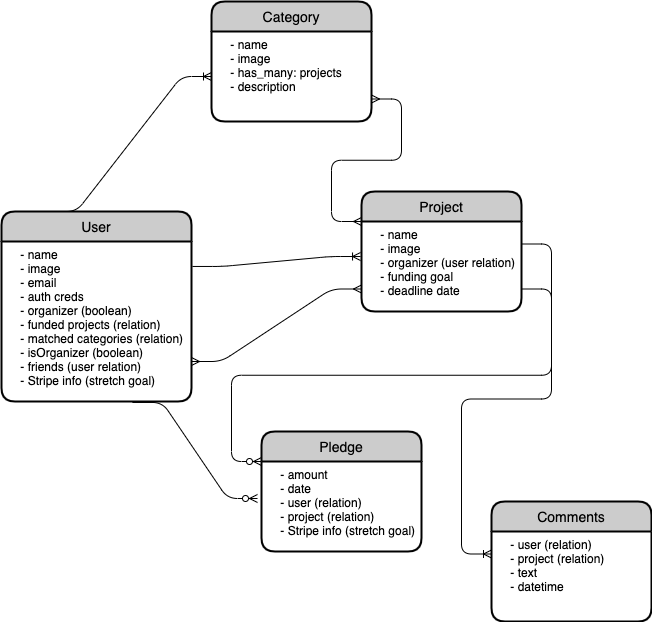 Category
- name
- image
- has_many: projects
- description
Project
- name
- image
- organizer (user relation)
- funding goal
- deadline date
User
- name
- image
- email
- auth creds
- organizer (boolean)
- funded projects (relation)
- matched categories (relation)
- isOrganizer (boolean)
- friends (user relation)
- Stripe info (stretch goal)
Pledge
- amount
- date
- user (relation)
- project (relation)
- Stripe info (stretch goal)
Comments
- user (relation)
- project (relation)
- text
- datetime